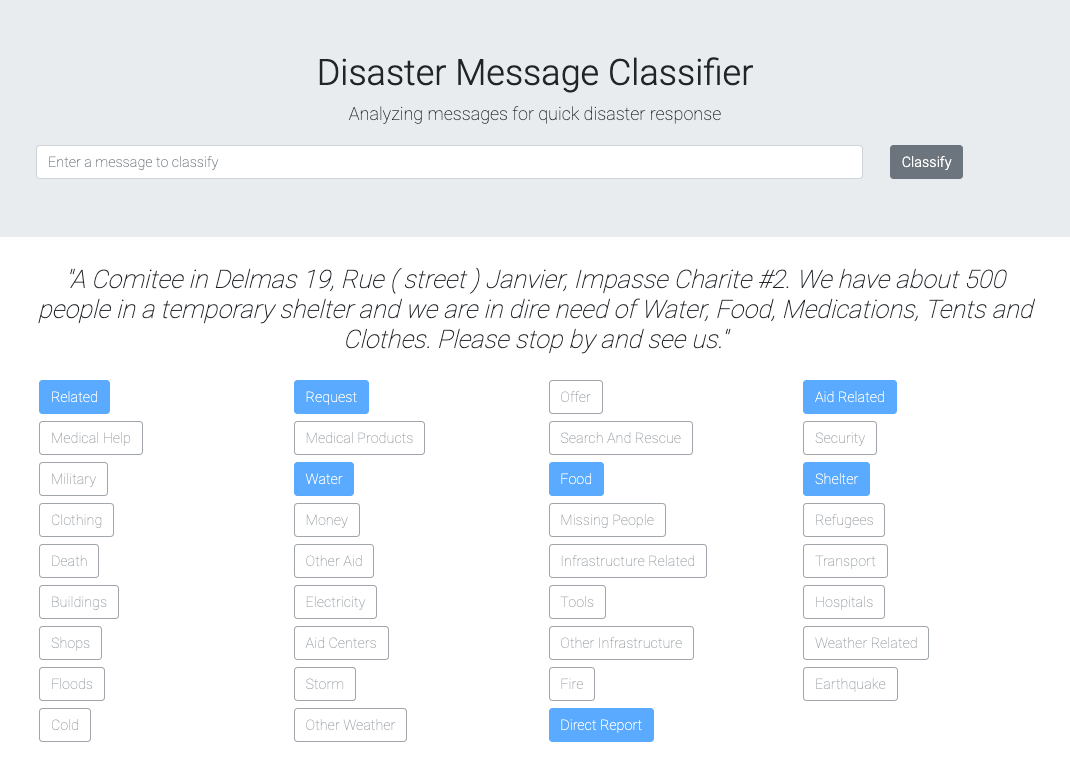 Disaster Message Classifier
Analyzing messages for quick disaster response
Enter a message to classify
Classify
"A Comitee in Delmas 19, Rue ( street ) Janvier, Impasse Charite #2. We have about 500
people in a temporary shelter and we are in dire need of Water, Food, Medications, Tents and
Clothes. Please stop by and see us."
Related
Request
Offer
Aid Related
Medical Help
Medical Products
Search And Rescue
Security
Military
Water
Food
Shelter
Clothing
Money
Missing People
Refugees
Death
Other Aid
Infrastructure Related
Transport
Buildings
Electricity
Tools
Hospitals
Shops
Aid Centers
Other Infrastructure
Weather Related
Floods
Storm
Fire
Earthquake
Cold
Other Weather
Direct Report